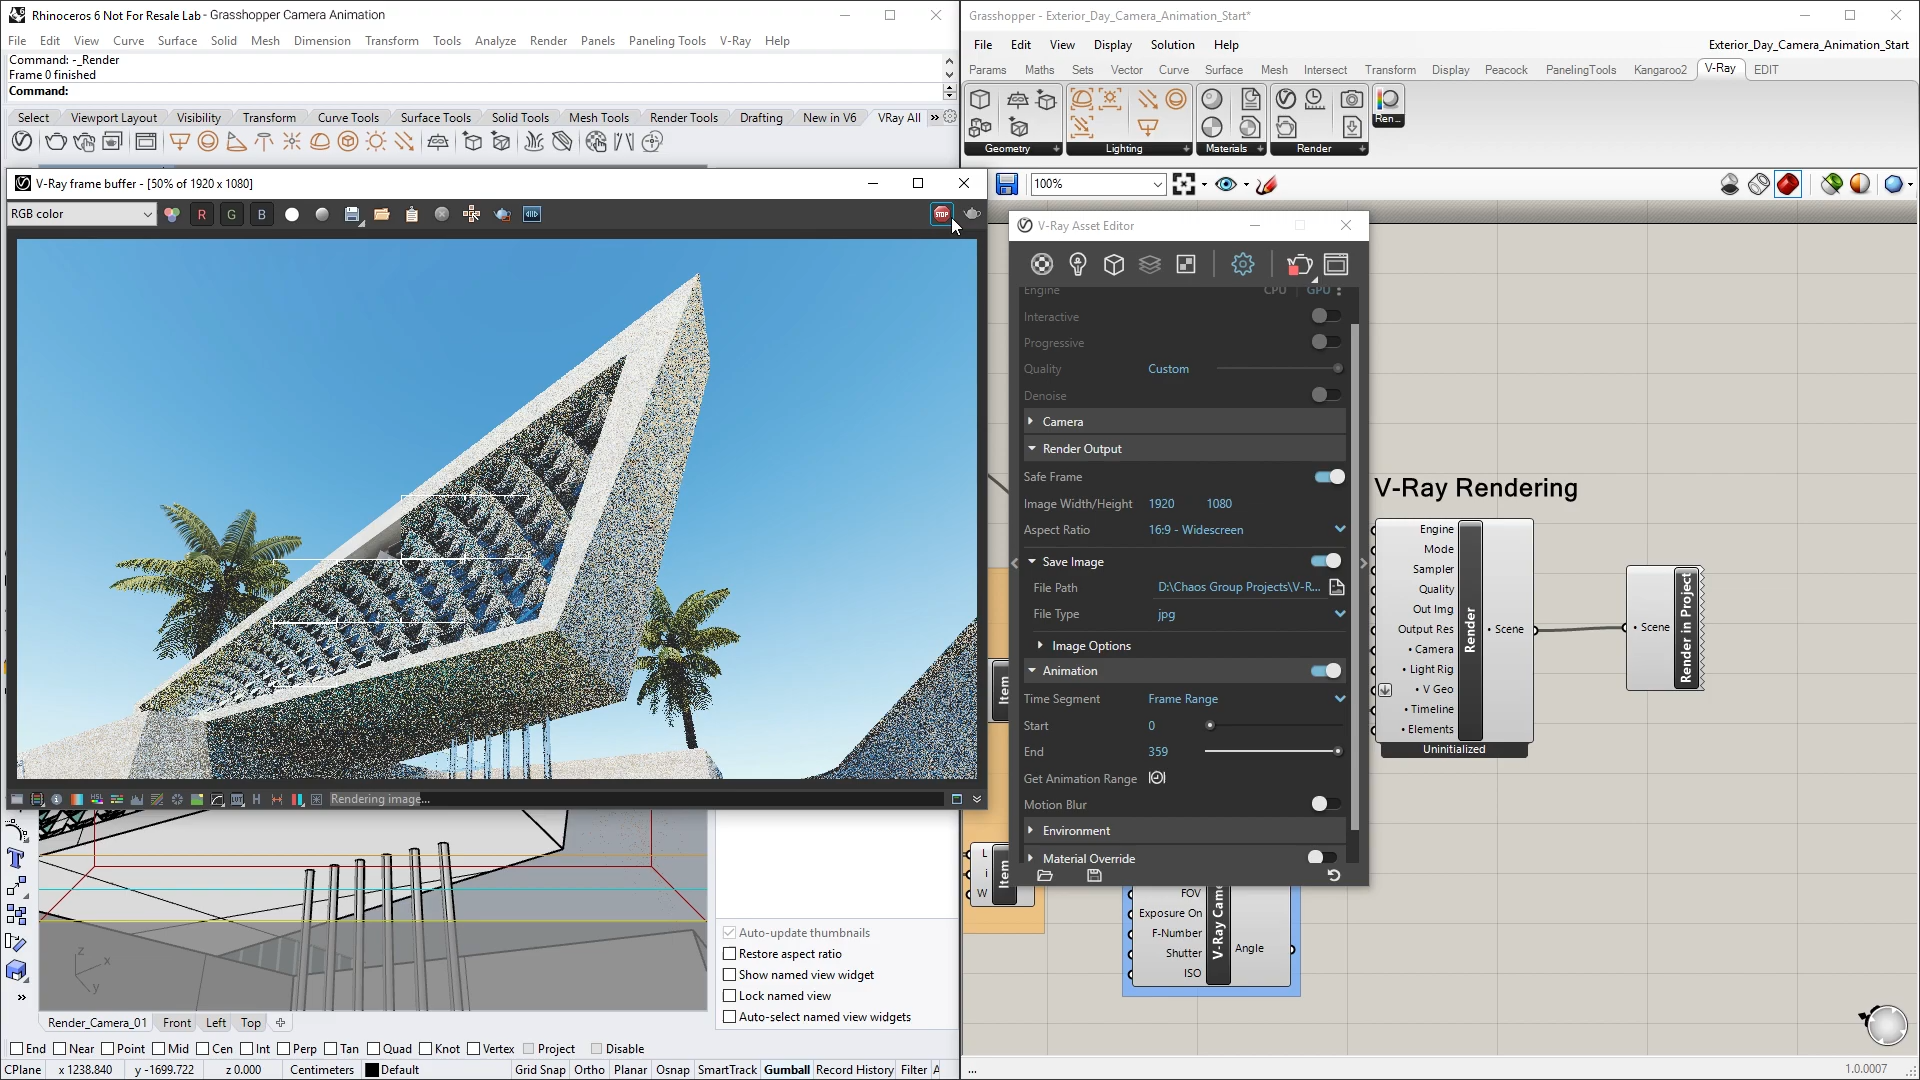 Rhinoceros 6 Not For Resale Lab - Grasshopper Camera Animation
File Edit View Curve Surface Solid Mesh Dimension Transform Tools Analyze Render Panels Paneling Tools V-Ray Help
Command: -_Render
Frame 0 finished
Command:
Select Viewport Layout Visibility Transform Curve Tools Surface Tools Solid Tools Mesh Tools Render Tools Drafting New in V6 VRay All
V-Ray frame buffer - [50% of 1920 x 1080]
RGB color
R G B
STOP
Rendering image...
Auto-update thumbnails
Restore aspect ratio
Show named view widget
Lock named view
Auto-select named view widgets
z x
y
Render_Camera_01 Front Left Top
End Near Point Mid Cen Int Perp Tan Quad Knot Vertex Project Disable
CPlane x 1238.840 y -1699.722 z 0.000 Centimeters Default Grid Snap Ortho Planar Osnap SmartTrack Gumball Record History Filter A
Grasshopper - Exterior_Day_Camera_Animation_Start*
File Edit View Display Solution Help
Exterior_Day_Camera_Animation_Start
Params Maths Sets Vector Curve Surface Mesh Intersect Transform Display Peacock PanelingTools Kangaroo2 V-Ray EDIT
Ren...
Geometry Lighting Materials Render
100%
V-Ray Asset Editor
Engine CPU GPU
Interactive
Progressive
Quality Custom
Denoise
Camera
Render Output
Safe Frame
Image Width/Height 1920 1080
Aspect Ratio 16:9 - Widescreen
Save Image
File Path D:\Chaos Group Projects\V-R...
File Type jpg
Image Options
Animation
Time Segment Frame Range
Start 0
End 359
Get Animation Range
Motion Blur
Environment
Material Override
V-Ray Rendering
Engine
Mode
Sampler
Quality
Out Img
Output Res
Camera
Light Rig
V Geo
Timeline
Elements
Render
Scene
Uninitialized
Scene
Render in Project
Item
L
i
W
Item
FOV
Exposure On
F-Number
Shutter
ISO
V-Ray Came
Angle
...
1.0.0007